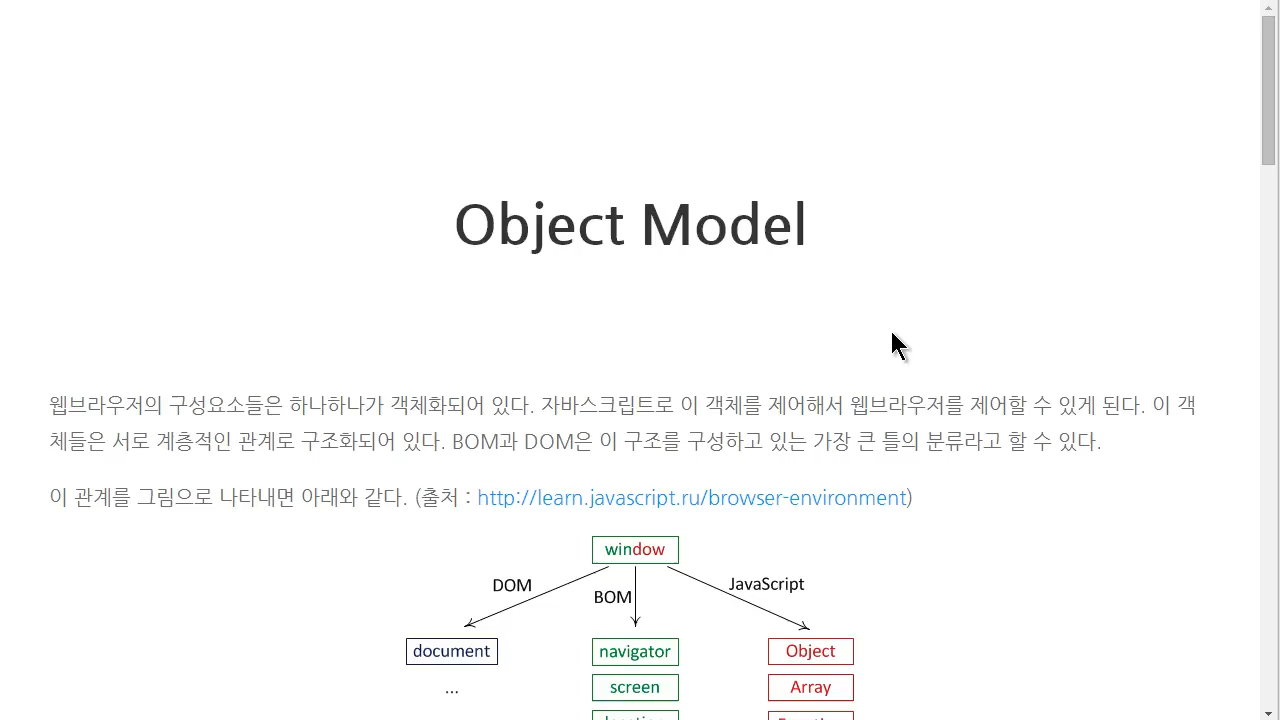 Object Model
웹브라우저의 구성요소들은 하나하나가 객체화되어 있다. 자바스크립트로 이 객체를 제어해서 웹브라우저를 제어할 수 있게 된다. 이 객
체들은 서로 계층적인 관계로 구조화되어 있다. BOM과 DOM은 이 구조를 구성하고 있는 가장 큰 틀의 분류라고 할 수 있다.
이 관계를 그림으로 나타내면 아래와 같다. (출처 : http://learn.javascript.ru/browser-environment)
window
DOM
BOM
JavaScript
document
navigator
Object
...
screen
Array